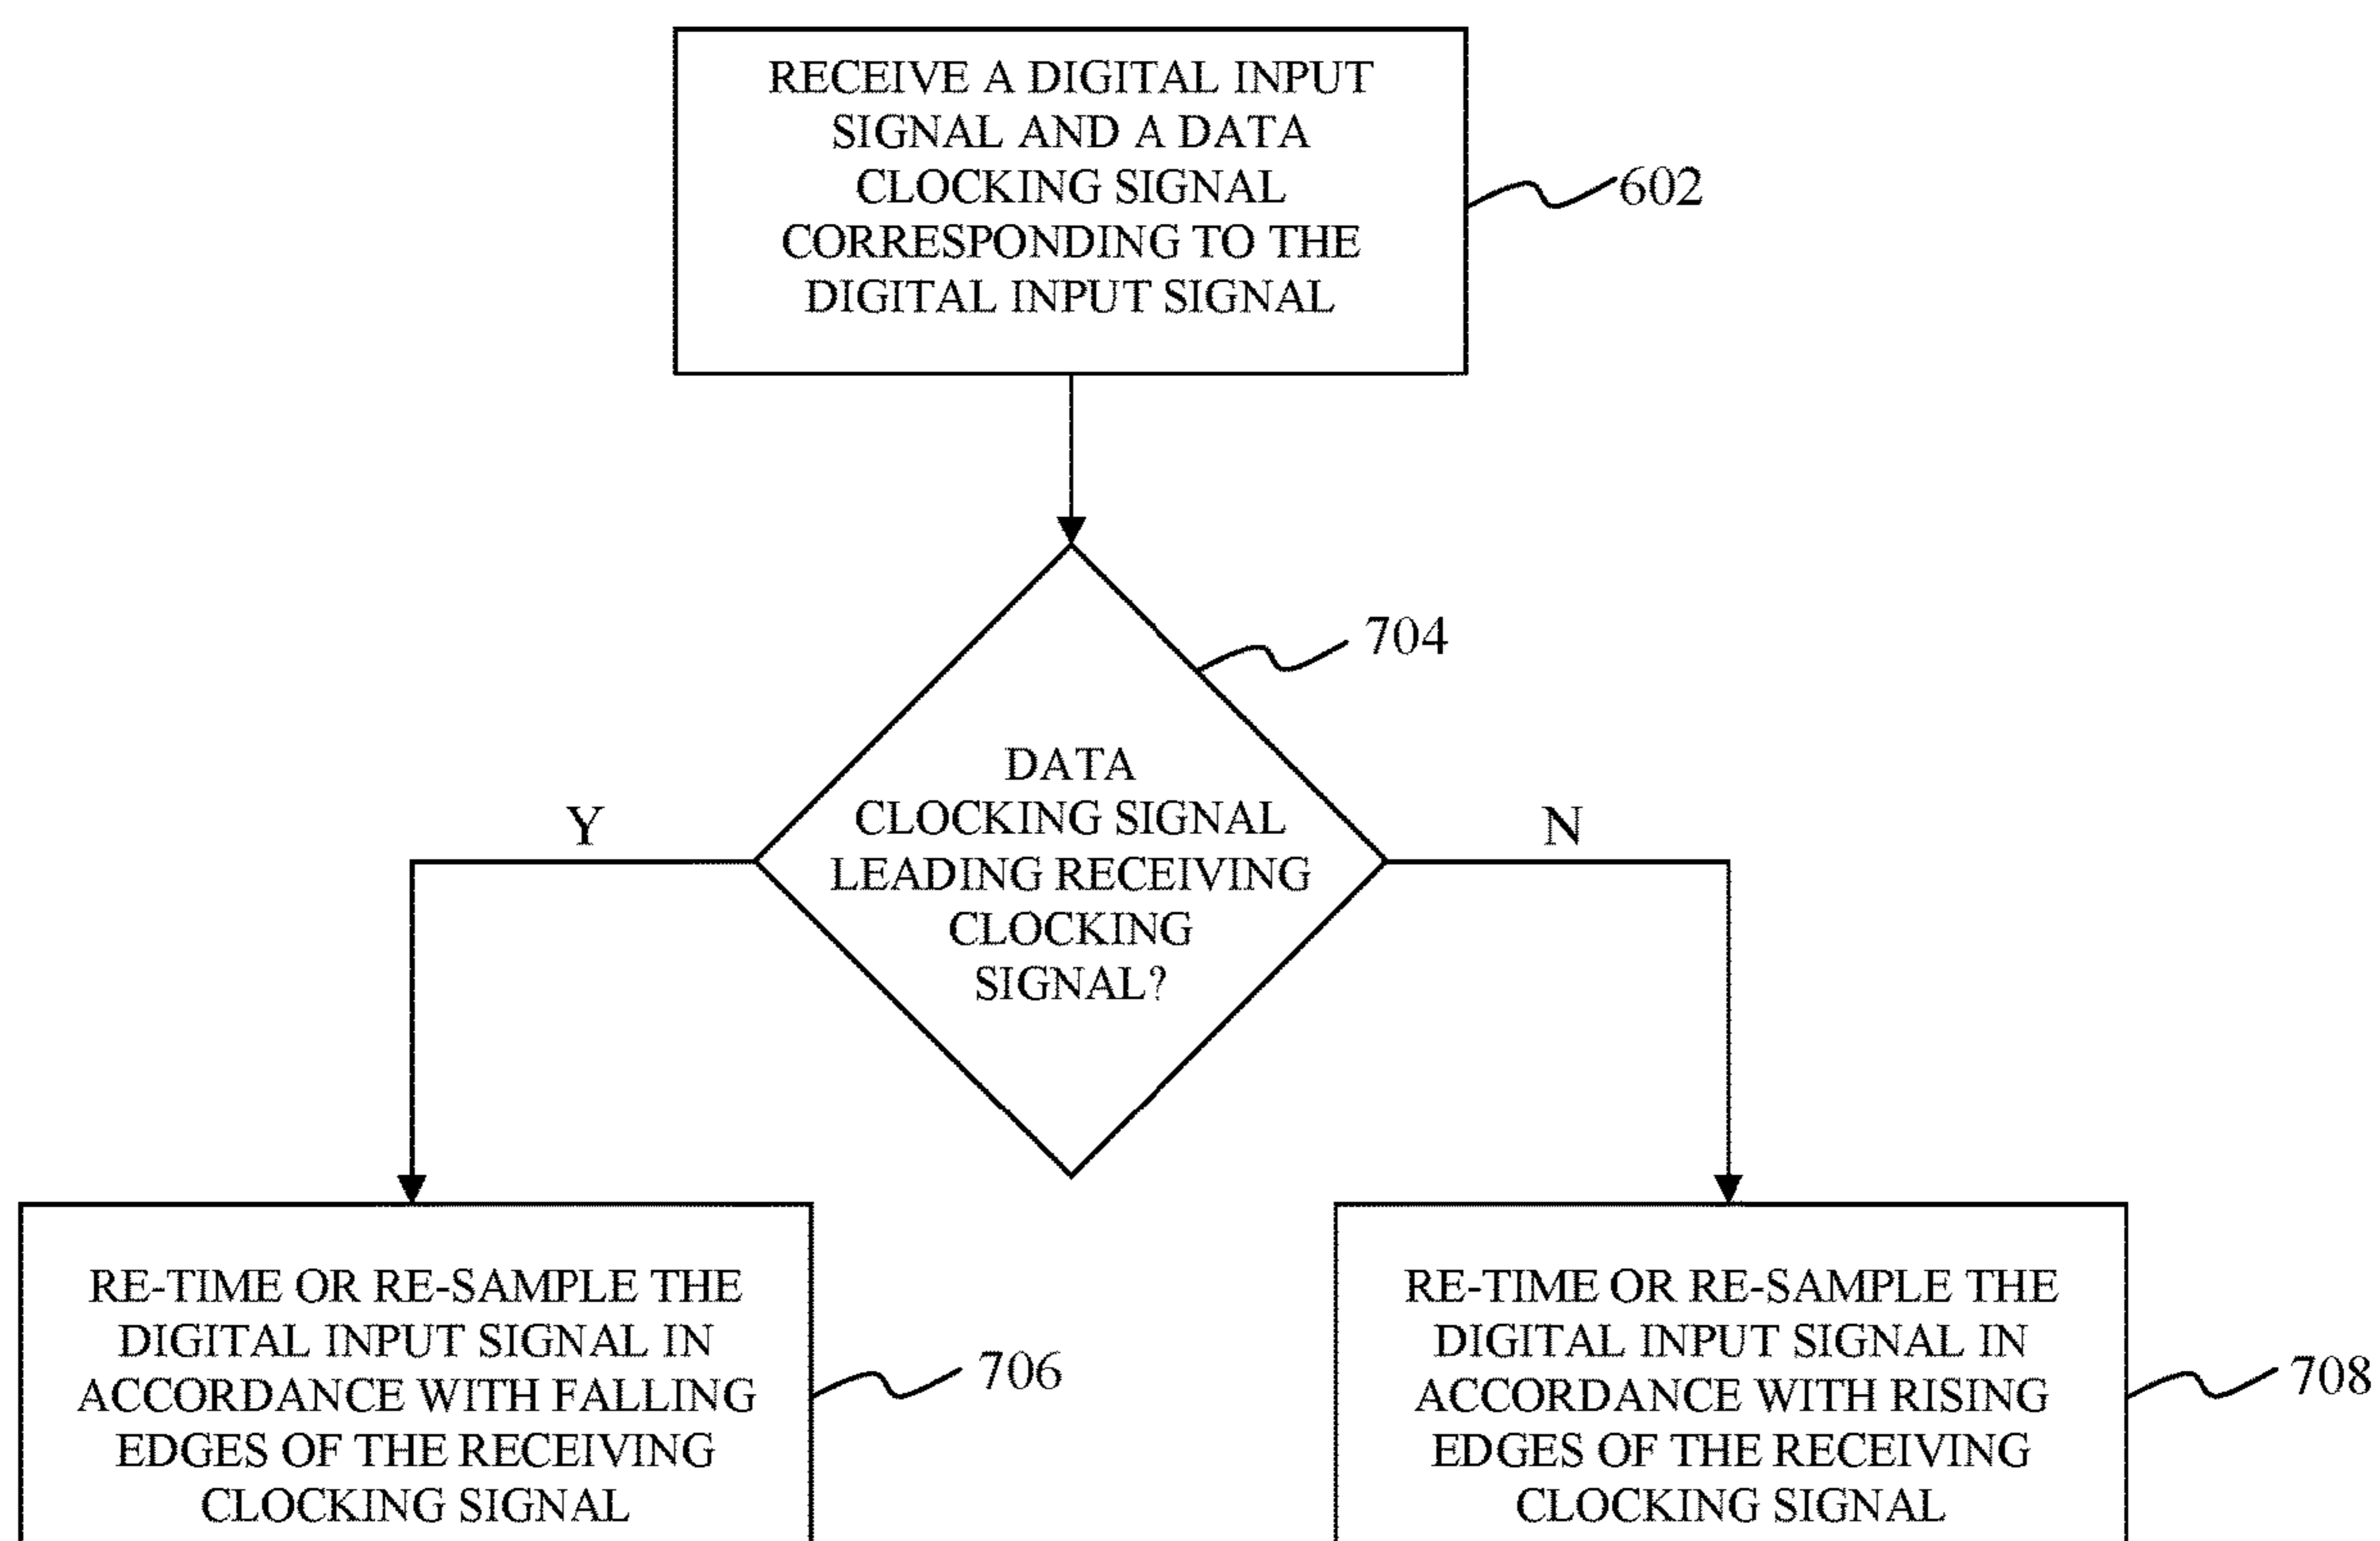 RECEIVE A DIGITAL INPUT
SIGNAL AND A DATA
CLOCKING SIGNAL
CORRESPONDING TO THE
DIGITAL INPUT SIGNAL
602
704
DATA
CLOCKING SIGNAL
LEADING RECEIVING
CLOCKING
SIGNAL?
Y
N
RE-TIME OR RE-SAMPLE THE
DIGITAL INPUT SIGNAL IN
ACCORDANCE WITH FALLING
EDGES OF THE RECEIVING
CLOCKING SIGNAL
706
RE-TIME OR RE-SAMPLE THE
DIGITAL INPUT SIGNAL IN
ACCORDANCE WITH RISING
EDGES OF THE RECEIVING
CLOCKING SIGNAL
708